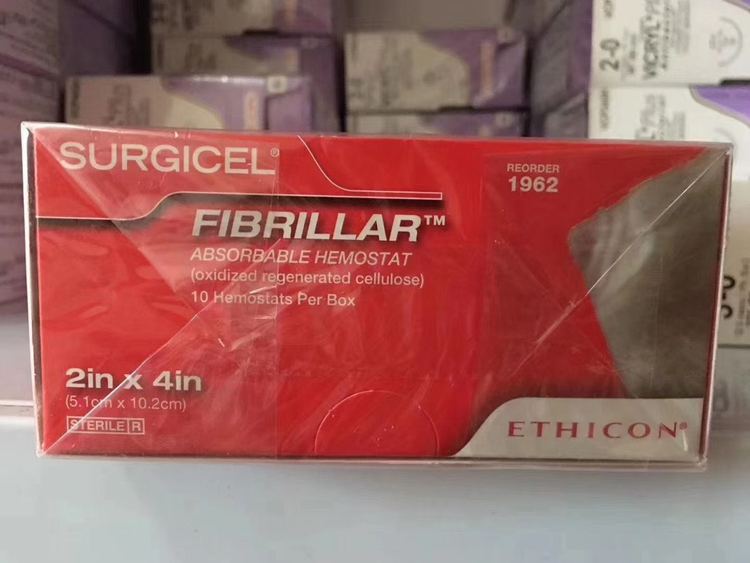 SURGICEL®
FIBRILLAR™
ABSORBABLE HEMOSTAT
(oxidized regenerated cellulose)
10 Hemostats Per Box
REORDER
1962
2in x 4in
(5.1cm x 10.2cm)
STERILE R
ETHICON®
2-0
VICRYL